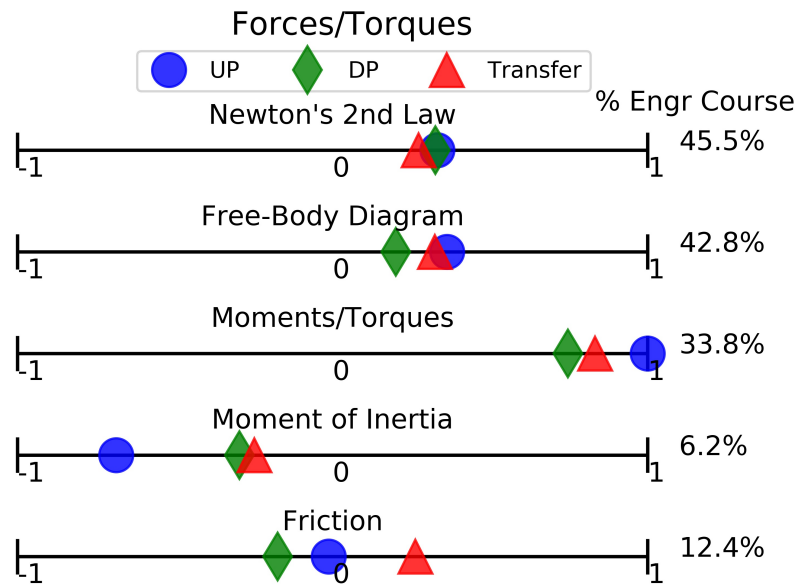 Forces/Torques
UP DP Transfer
% Engr Course
Newton's 2nd Law
45.5%
-1 0 1
Free-Body Diagram
42.8%
-1 0 1
Moments/Torques
33.8%
-1 0 1
Moment of Inertia
6.2%
-1 0 1
Friction
12.4%
-1 0 1